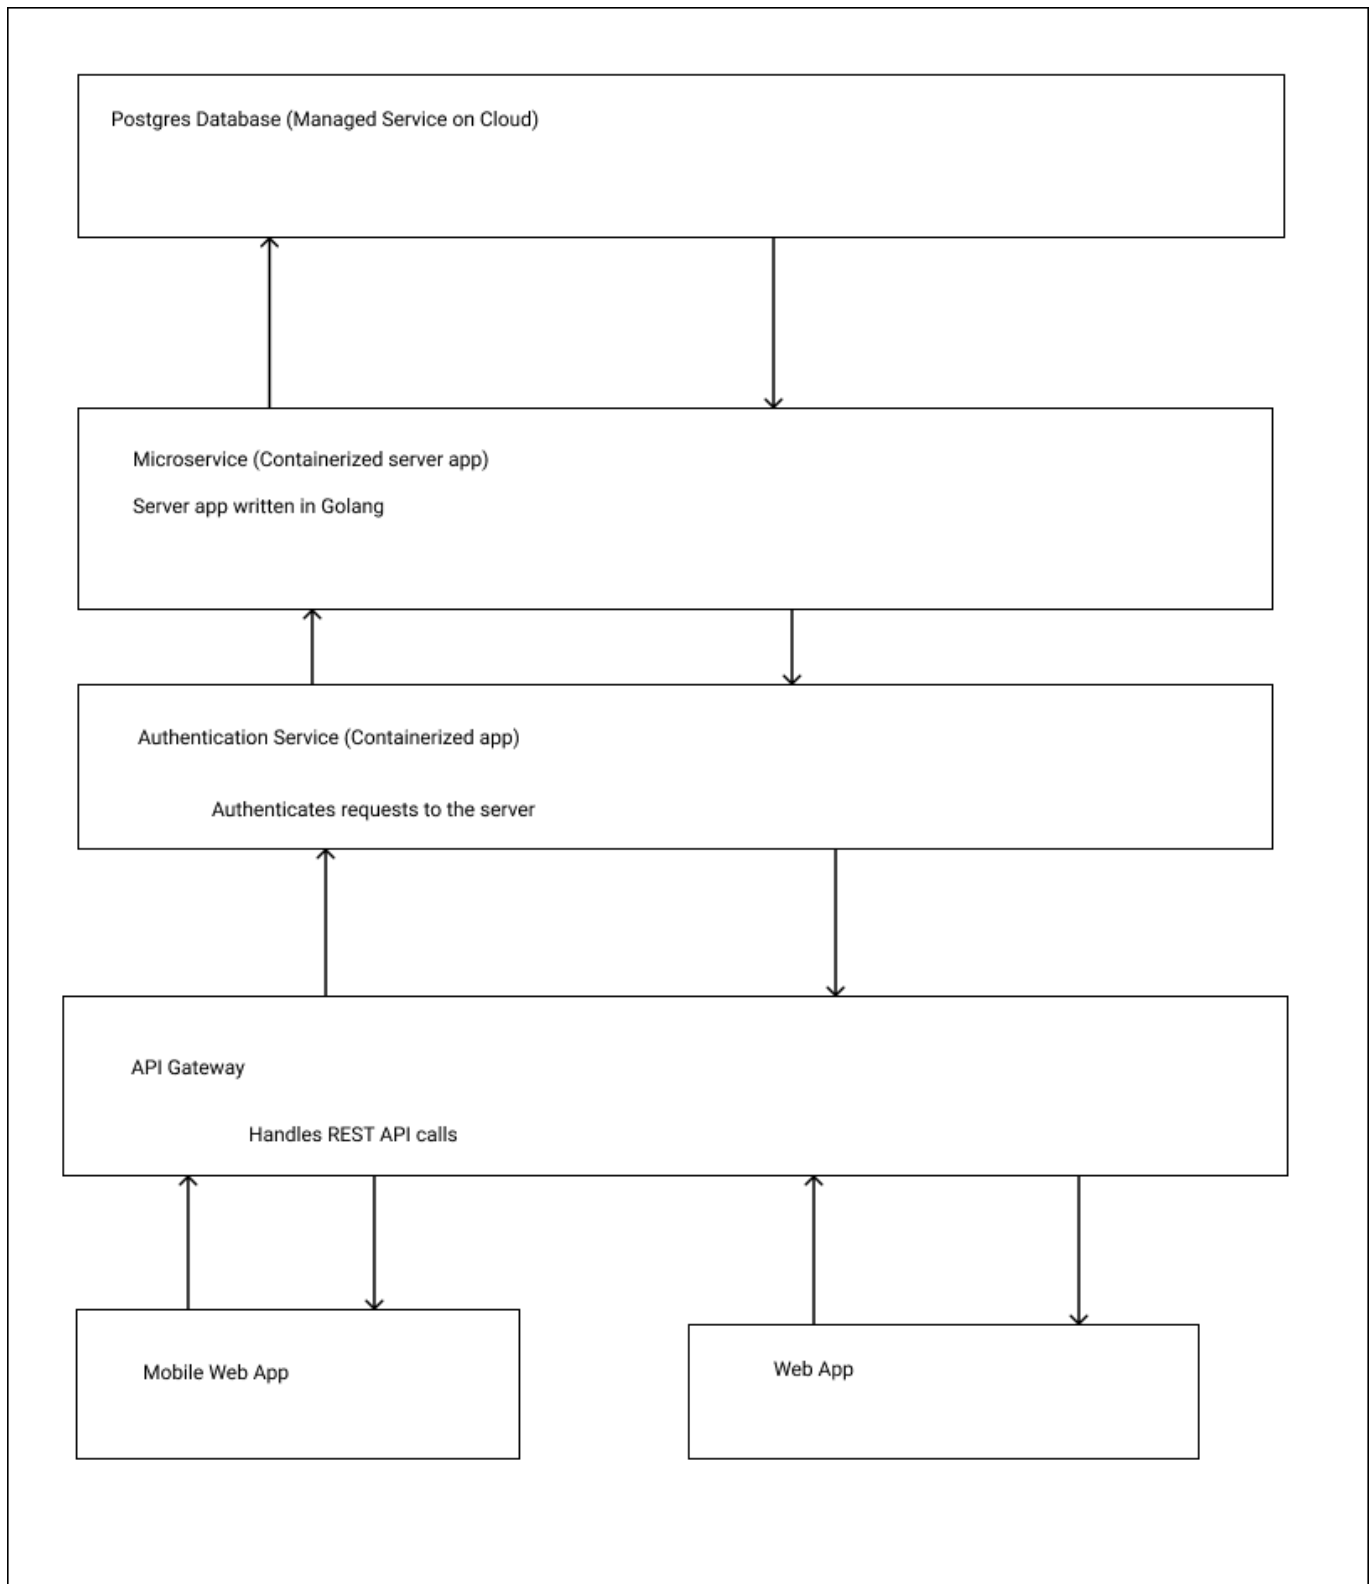 Postgres Database (Managed Service on Cloud)
Microservice (Containerized server app)
Server app written in Golang
Authentication Service (Containerized app)
Authenticates requests to the server
API Gateway
Handles REST API calls
Mobile Web App
Web App